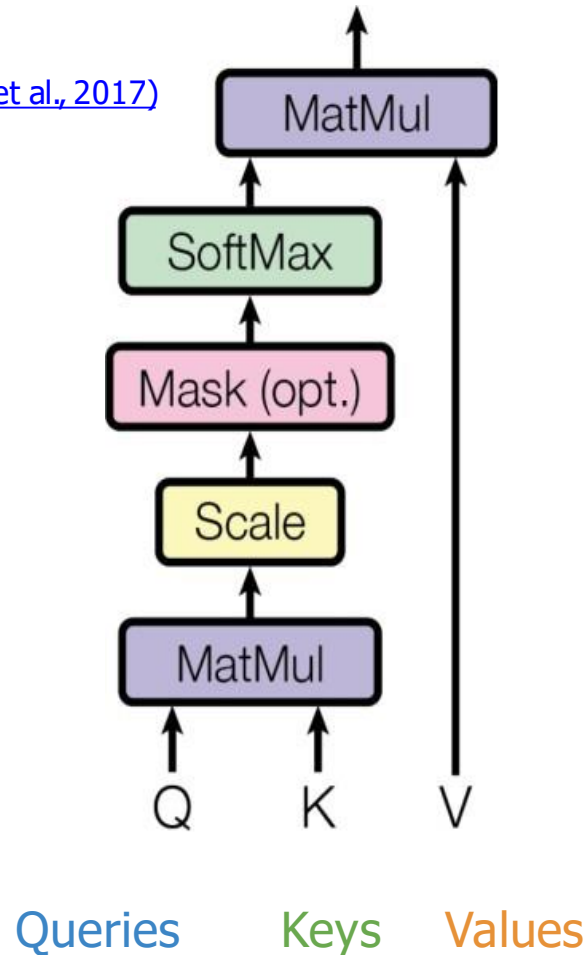 et al., 2017)
MatMul
SoftMax
Mask (opt.)
Scale
MatMul
Q K V
Queries Keys Values